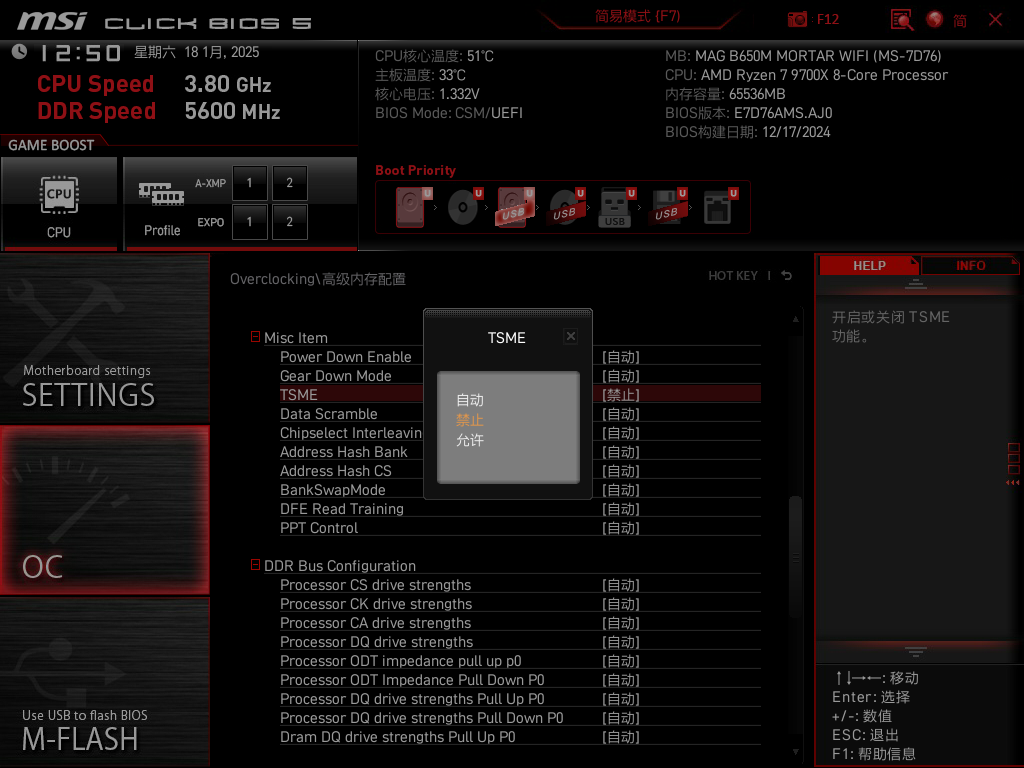 msi CLICK BIOS 5
简易模式 (F7)
F12
简
12:50 星期六 18 1月, 2025
CPU Speed 3.80 GHz
DDR Speed 5600 MHz
CPU核心温度: 51°C
主板温度: 33°C
核心电压: 1.332V
BIOS Mode: CSM/UEFI
MB: MAG B650M MORTAR WIFI (MS-7D76)
CPU: AMD Ryzen 7 9700X 8-Core Processor
内存容量: 65536MB
BIOS版本: E7D76AMS.AJ0
BIOS构建日期: 12/17/2024
GAME BOOST
CPU
CPU
Profile
A-XMP 1 2
EXPO 1 2
Boot Priority
U U U U U U U
USB USB USB USB
Motherboard settings
SETTINGS
OC
Use USB to flash BIOS
M-FLASH
Overclocking\高级内存配置
HOT KEY
Misc Item
Power Down Enable [自动]
Gear Down Mode [自动]
TSME [禁止]
Data Scramble [自动]
Chipselect Interleavin [自动]
Address Hash Bank [自动]
Address Hash CS [自动]
BankSwapMode [自动]
DFE Read Training [自动]
PPT Control [自动]
DDR Bus Configuration
Processor CS drive strengths [自动]
Processor CK drive strengths [自动]
Processor CA drive strengths [自动]
Processor DQ drive strengths [自动]
Processor ODT impedance pull up p0 [自动]
Processor ODT Impedance Pull Down P0 [自动]
Processor DQ drive strengths Pull Up P0 [自动]
Processor DQ drive strengths Pull Down P0 [自动]
Dram DQ drive strengths Pull Up P0 [自动]
TSME
自动
禁止
允许
HELP
INFO
开启或关闭 TSME
功能。
↑↓→←: 移动
Enter: 选择
+/-: 数值
ESC: 退出
F1: 帮助信息